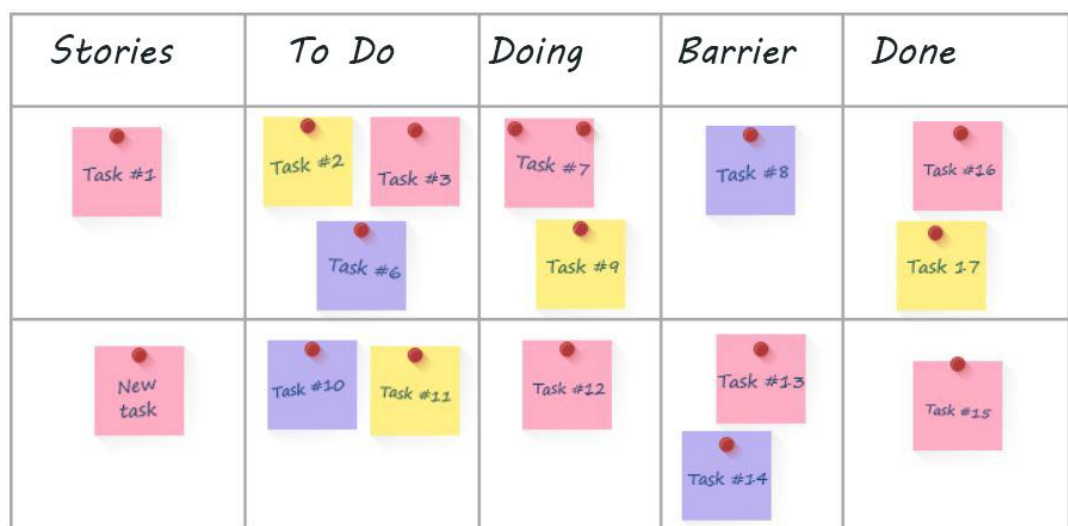 Stories
To Do
Doing
Barrier
Done
Task #1
Task #2
Task #3
Task #6
Task #7
Task #9
Task #8
Task #16
Task 17
New
task
Task #10
Task #11
Task #12
Task #13
Task #14
Task #15